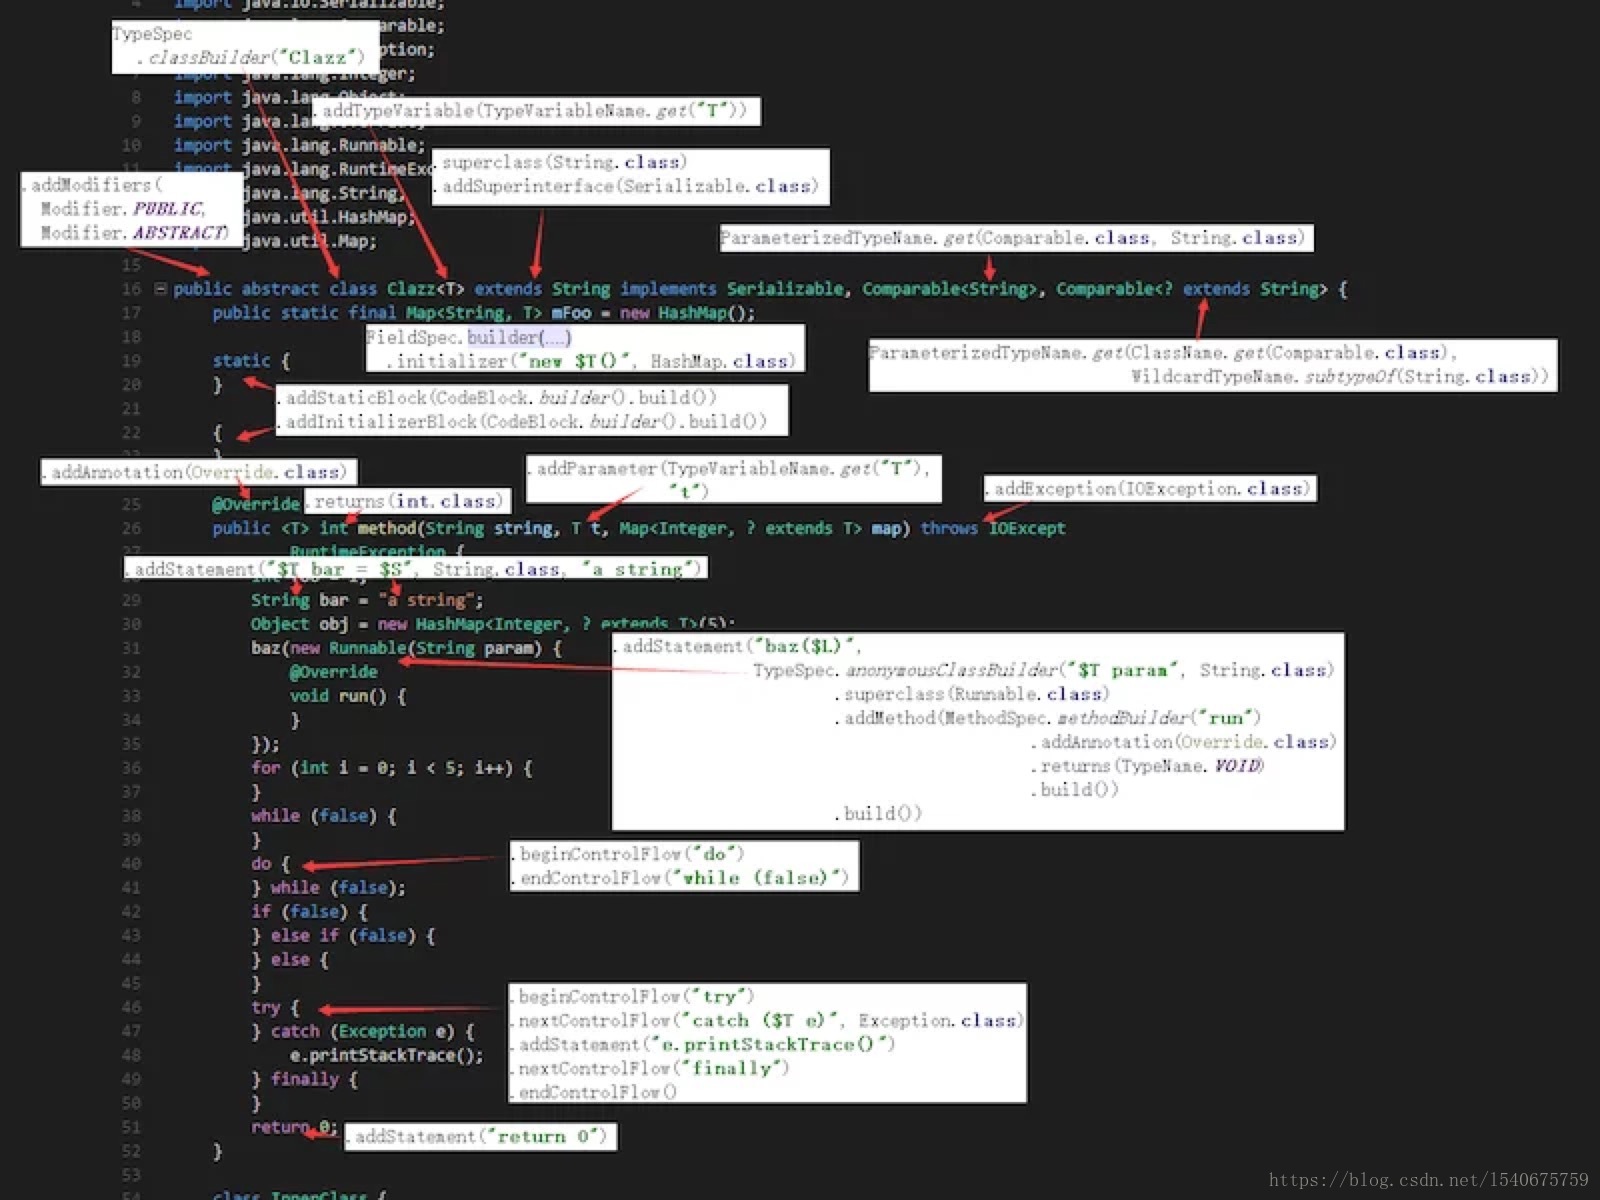 4 import java.io.Serializable;
arable;
TypeSpec
.classBuilder("Clazz")
ption;
import java.lang.Integer;
8 import java.lang.Object;
.addTypeVariable(TypeVariableName.get("T"))
9 import java.lan
10 import java.lang.Runnable;
11 import java.lang.RuntimeExc
.superclass(String.class)
.addSuperinterface(Serializable.class)
.addModifiers(
Modifier.PUBLIC,
Modifier.ABSTRACT)
java.lang.String;
java.util.HashMap;
java.util.Map;
ParameterizedTypeName.get(Comparable.class, String.class)
15
16 public abstract class Clazz<T> extends String implements Serializable, Comparable<String>, Comparable<? extends String> {
17 public static final Map<String, T> mFoo = new HashMap();
18
FieldSpec.builder(...)
.initializer("new $T()", HashMap.class)
ParameterizedTypeName.get(ClassName.get(Comparable.class),
WildcardTypeName.subtypeOf(String.class))
19 static {
20 }
.addStaticBlock(CodeBlock.builder().build())
.addInitializerBlock(CodeBlock.builder().build())
21
22 {
.addAnnotation(Override.class)
.addParameter(TypeVariableName.get("T"),
"t")
.addException(IOException.class)
25 @Override
.returns(int.class)
26 public <T> int method(String string, T t, Map<Integer, ? extends T> map) throws IOExcept
27 RuntimeException {
.addStatement("$T bar = $S", String.class, "a string")
29 String bar = "a string";
30 Object obj = new HashMap<Integer, ? extends T>(5);
31 baz(new Runnable(String param) {
32 @Override
33 void run() {
34 }
35 });
.addStatement("baz($L)",
TypeSpec.anonymousClassBuilder("$T param", String.class)
.superclass(Runnable.class)
.addMethod(MethodSpec.methodBuilder("run")
.addAnnotation(Override.class)
.returns(TypeName.VOID)
.build())
.build())
36 for (int i = 0; i < 5; i++) {
37 }
38 while (false) {
39 }
40 do {
41 } while (false);
.beginControlFlow("do")
.endControlFlow("while (false)")
42 if (false) {
43 } else if (false) {
44 } else {
45 }
46 try {
47 } catch (Exception e) {
48 e.printStackTrace();
49 } finally {
50 }
.beginControlFlow("try")
.nextControlFlow("catch ($T e)", Exception.class)
.addStatement("e.printStackTrace()")
.nextControlFlow("finally")
.endControlFlow()
51 return 0;
.addStatement("return 0")
52 }
53
54 class InnerClass {
https://blog.csdn.net/1540675759